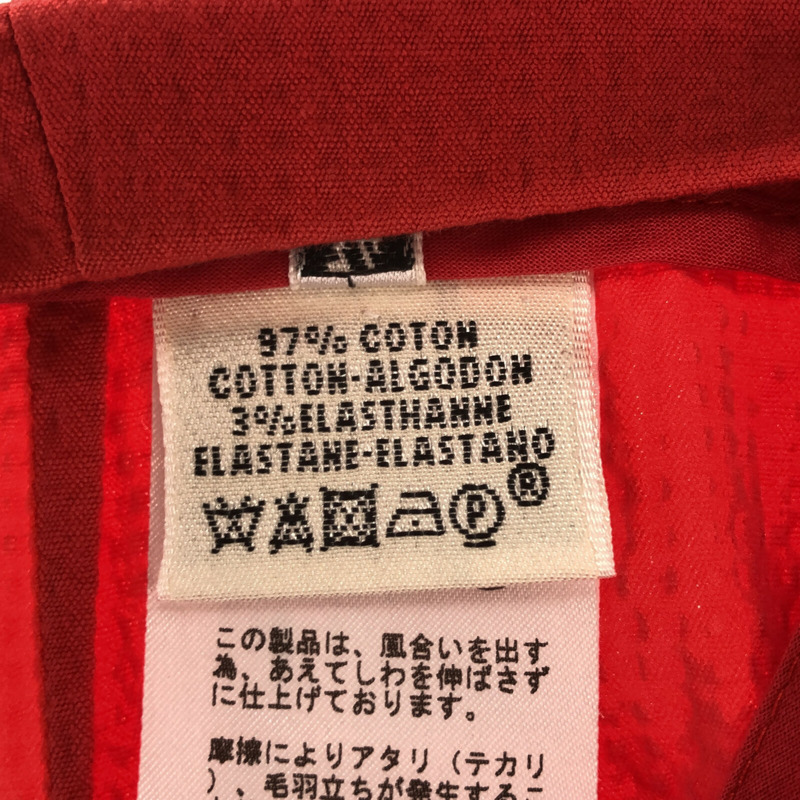 97% COTON
COTTON-ALGODON
3%ELASTHANNE
ELASTANE-ELASTANO
P ®
この製品は、風合いを出す
為、あえてしわを伸ばさず
に仕上げております。
摩擦によりアタリ（テカリ
）、毛羽立ちが発生するこ